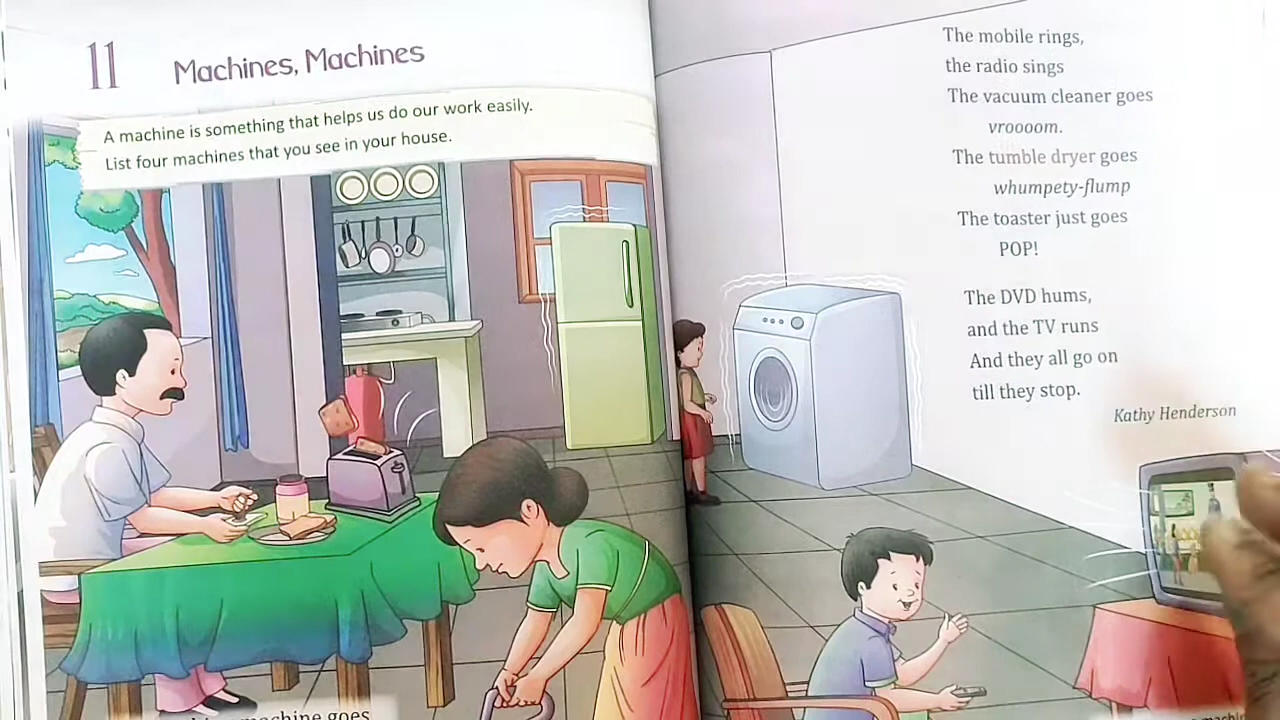 11 Machines, Machines
A machine is something that helps us do our work easily.
List four machines that you see in your house.
machine goes
The mobile rings,
the radio sings
The vacuum cleaner goes
vroooom.
The tumble dryer goes
whumpety-flump
The toaster just goes
POP!
The DVD hums,
and the TV runs
And they all go on
till they stop.
Kathy Henderson